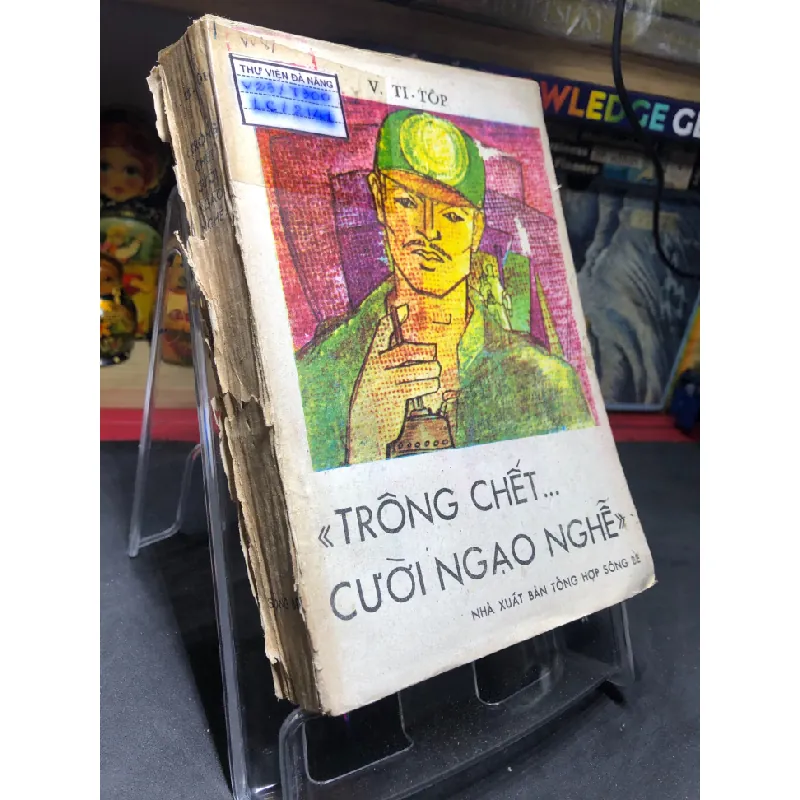 THƯ VIỆN ĐÀ NẴNG
V. TI-TỐP
WLEDGE GE
«TRÔNG CHẾT...
CƯỜI NGẠO NGHỄ»
NHÀ XUẤT BẢN TỔNG HỢP SÔNG BÉ